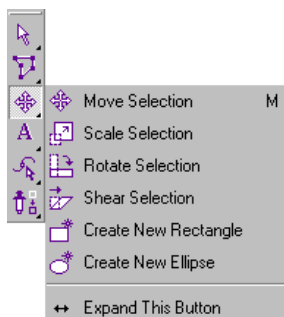 Move Selection M
Scale Selection
A
Rotate Selection
Shear Selection
Create New Rectangle
Create New Ellipse
Expand This Button